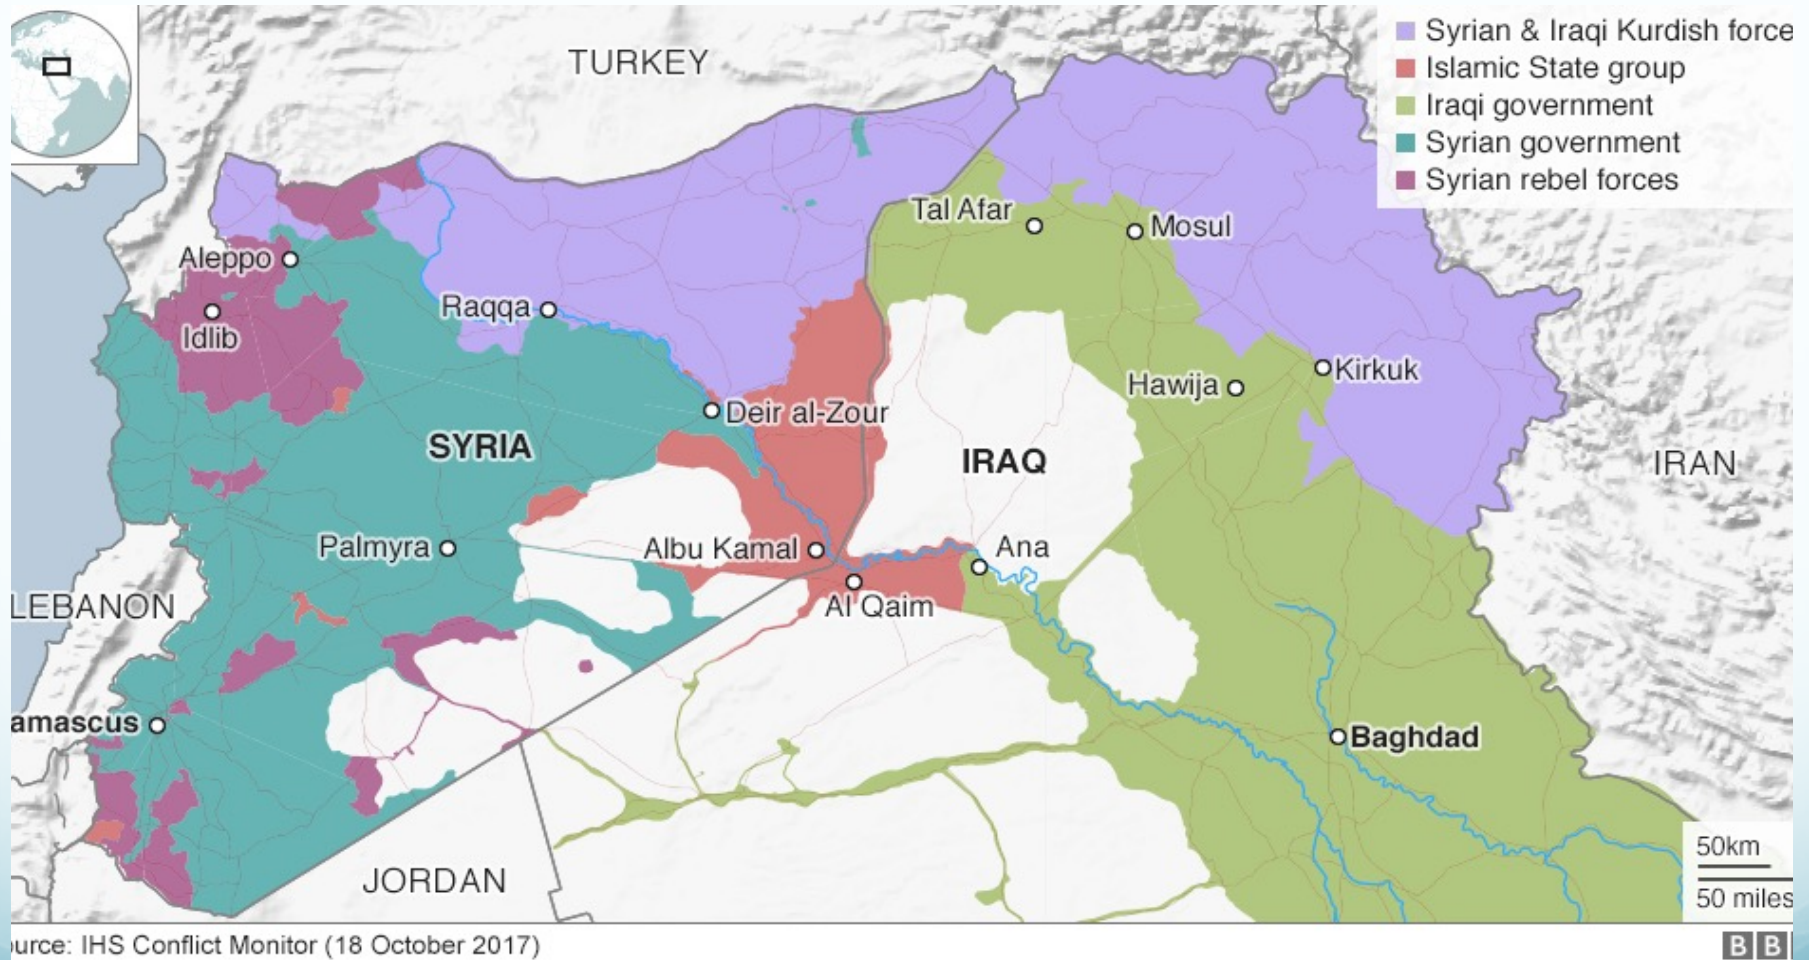 TURKEY
Syrian & Iraqi Kurdish force
Islamic State group
Iraqi government
Syrian government
Syrian rebel forces
Tal Afar
Mosul
Aleppo
Raqqa
Idlib
Kirkuk
Hawija
Deir al-Zour
SYRIA
IRAQ
IRAN
Palmyra
Albu Kamal
Ana
LEBANON
Al Qaim
amascus
Baghdad
JORDAN
50km
50 miles
ource: IHS Conflict Monitor (18 October 2017)
BB